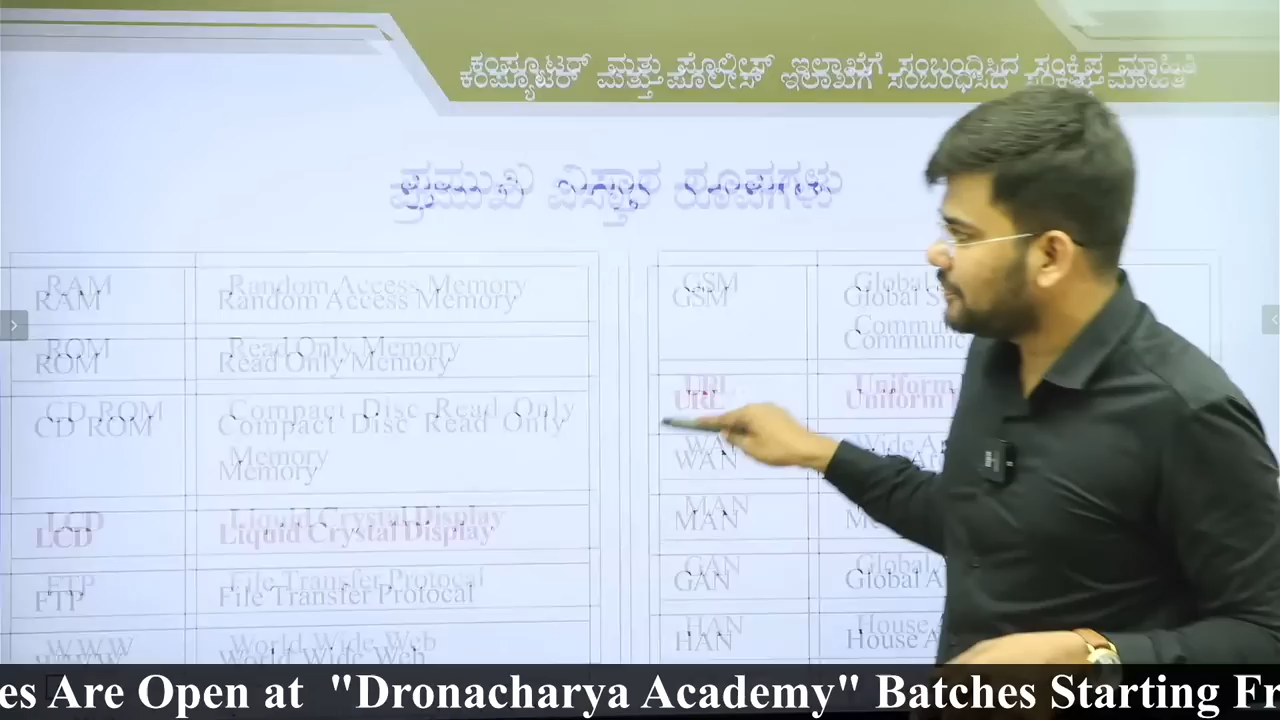 ಕಂಪ್ಯೂಟರ್ ಮತ್ತು ಪೊಲೀಸ್ ಇಲಾಖೆಗೆ ಸಂಬಂಧಿಸಿದ ಸಂಕ್ಷಿಪ್ತ ಮಾಹಿತಿ
ಪ್ರಮುಖ ವಿಸ್ತಾರ ರೂಪಗಳು
RAM Random Access Memory
ROM Read Only Memory
CD ROM Compact Disc Read Only
Memory
LCD Liquid Crystal Display
FTP File Transfer Protocal
WWW World Wide Web
GSM Global
URL Uniform
WAN Wide
MAN
GAN Global
HAN House
es Are Open at "Dronacharya Academy" Batches Starting Fr